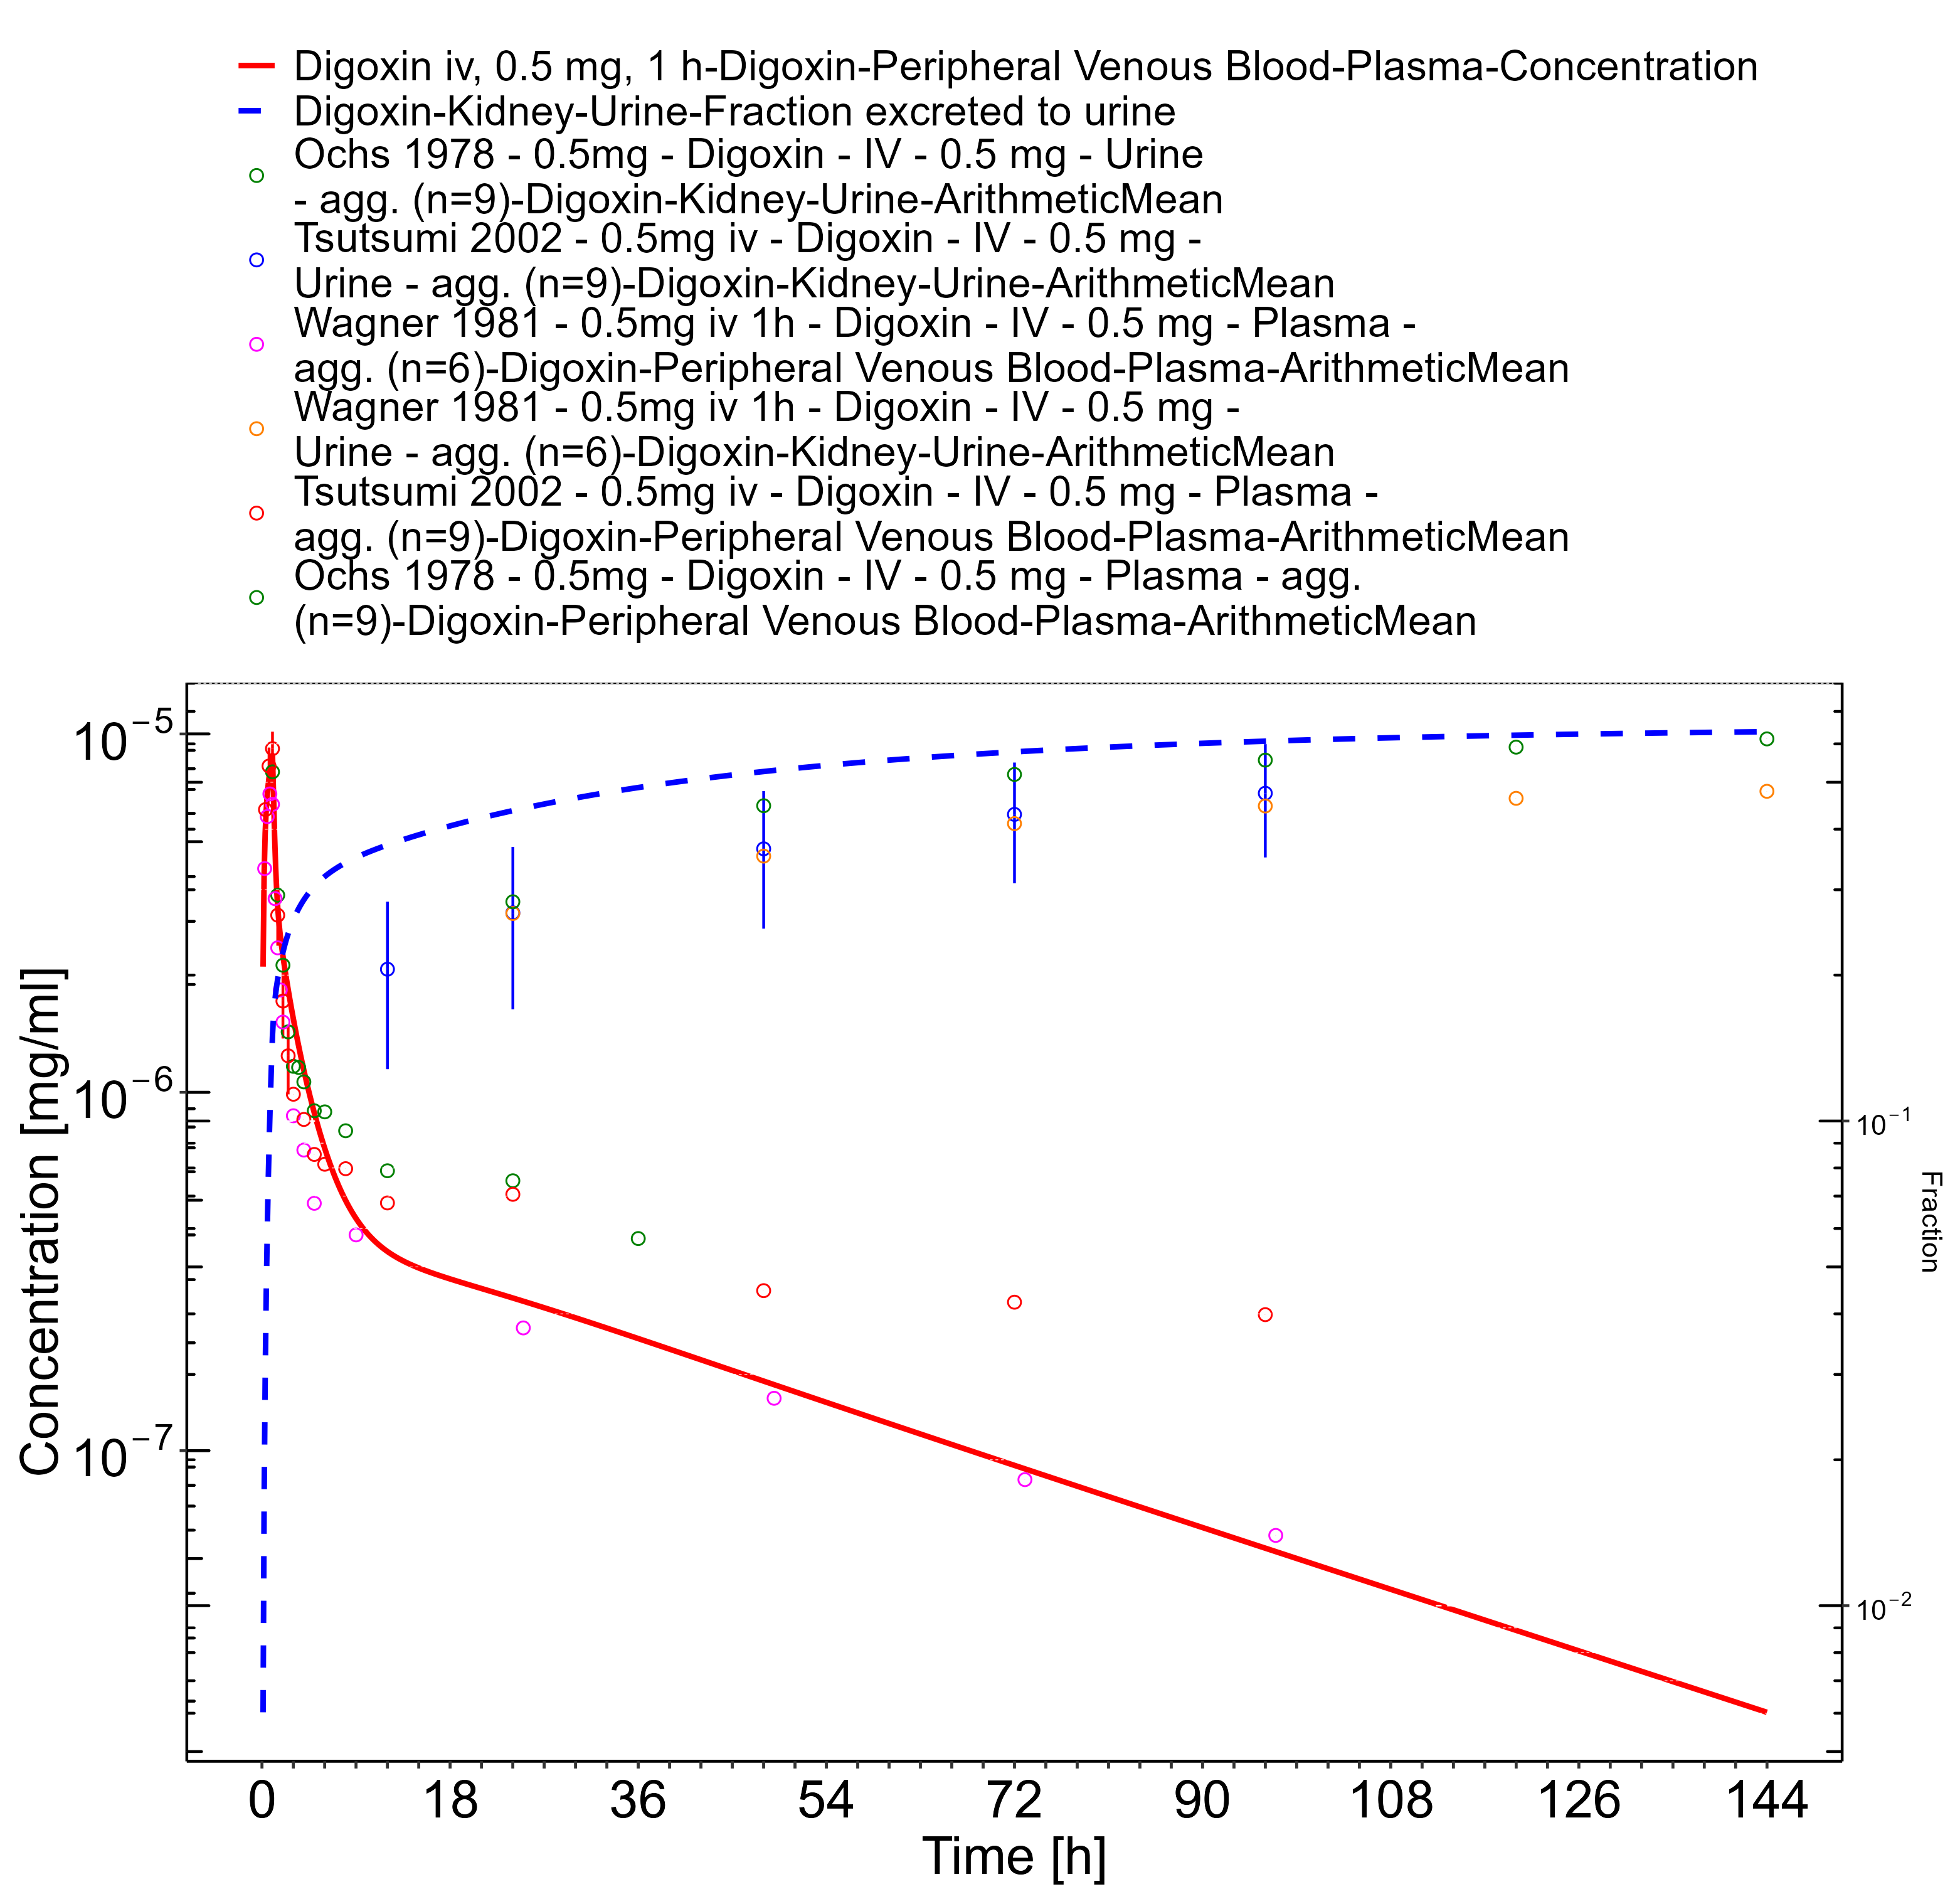 Digoxin iv, 0.5 mg, 1 h-Digoxin-Peripheral Venous Blood-Plasma-Concentration
Digoxin-Kidney-Urine-Fraction excreted to urine
Ochs 1978 - 0.5mg - Digoxin - IV - 0.5 mg - Urine
- agg. (n=9)-Digoxin-Kidney-Urine-ArithmeticMean
Tsutsumi 2002 - 0.5mg iv - Digoxin - IV - 0.5 mg -
Urine - agg. (n=9)-Digoxin-Kidney-Urine-ArithmeticMean
Wagner 1981 - 0.5mg iv 1h - Digoxin - IV - 0.5 mg - Plasma -
agg. (n=6)-Digoxin-Peripheral Venous Blood-Plasma-ArithmeticMean
Wagner 1981 - 0.5mg iv 1h - Digoxin - IV - 0.5 mg -
Urine - agg. (n=6)-Digoxin-Kidney-Urine-ArithmeticMean
Tsutsumi 2002 - 0.5mg iv - Digoxin - IV - 0.5 mg - Plasma -
agg. (n=9)-Digoxin-Peripheral Venous Blood-Plasma-ArithmeticMean
Ochs 1978 - 0.5mg - Digoxin - IV - 0.5 mg - Plasma - agg.
(n=9)-Digoxin-Peripheral Venous Blood-Plasma-ArithmeticMean
Concentration [mg/ml]
10⁻⁵
10⁻⁶
10⁻⁷
10⁻¹
10⁻²
Fraction
0 18 36 54 72 90 108 126 144
Time [h]